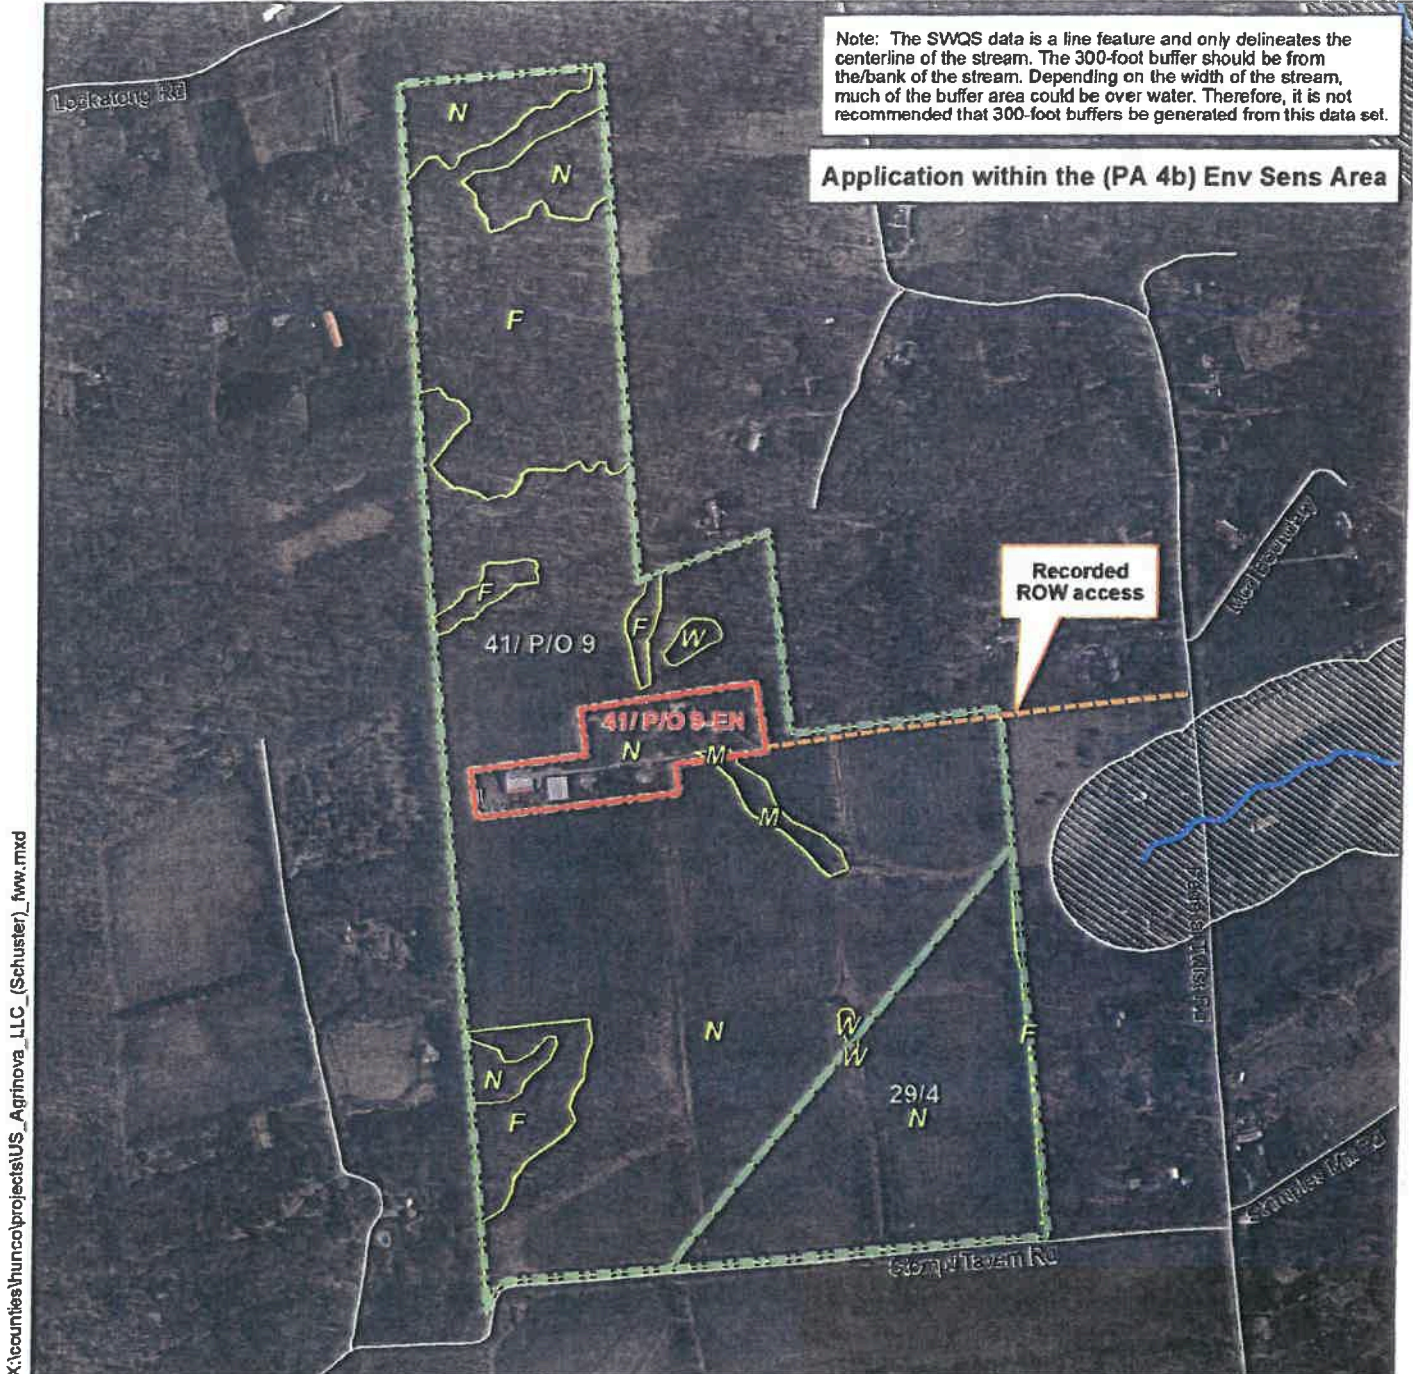 Note: The SWQS data is a line feature and only delineates the
centerline of the stream. The 300-foot buffer should be from
the/bank of the stream. Depending on the width of the stream,
much of the buffer area could be over water. Therefore, it is not
recommended that 300-foot buffers be generated from this data set.
Application within the (PA 4b) Env Sens Area
Lockatong Rd
N
N
F
Recorded
ROW access
F
41/ P/O 9
F
W
41/ P/O 9-EN
N
M
M
N
W
W
F
N
F
29/4
N
Tavern Rd
X:\counties\hunco\projects\US_Agrinova_LLC_(Schuster)_fww.mxd